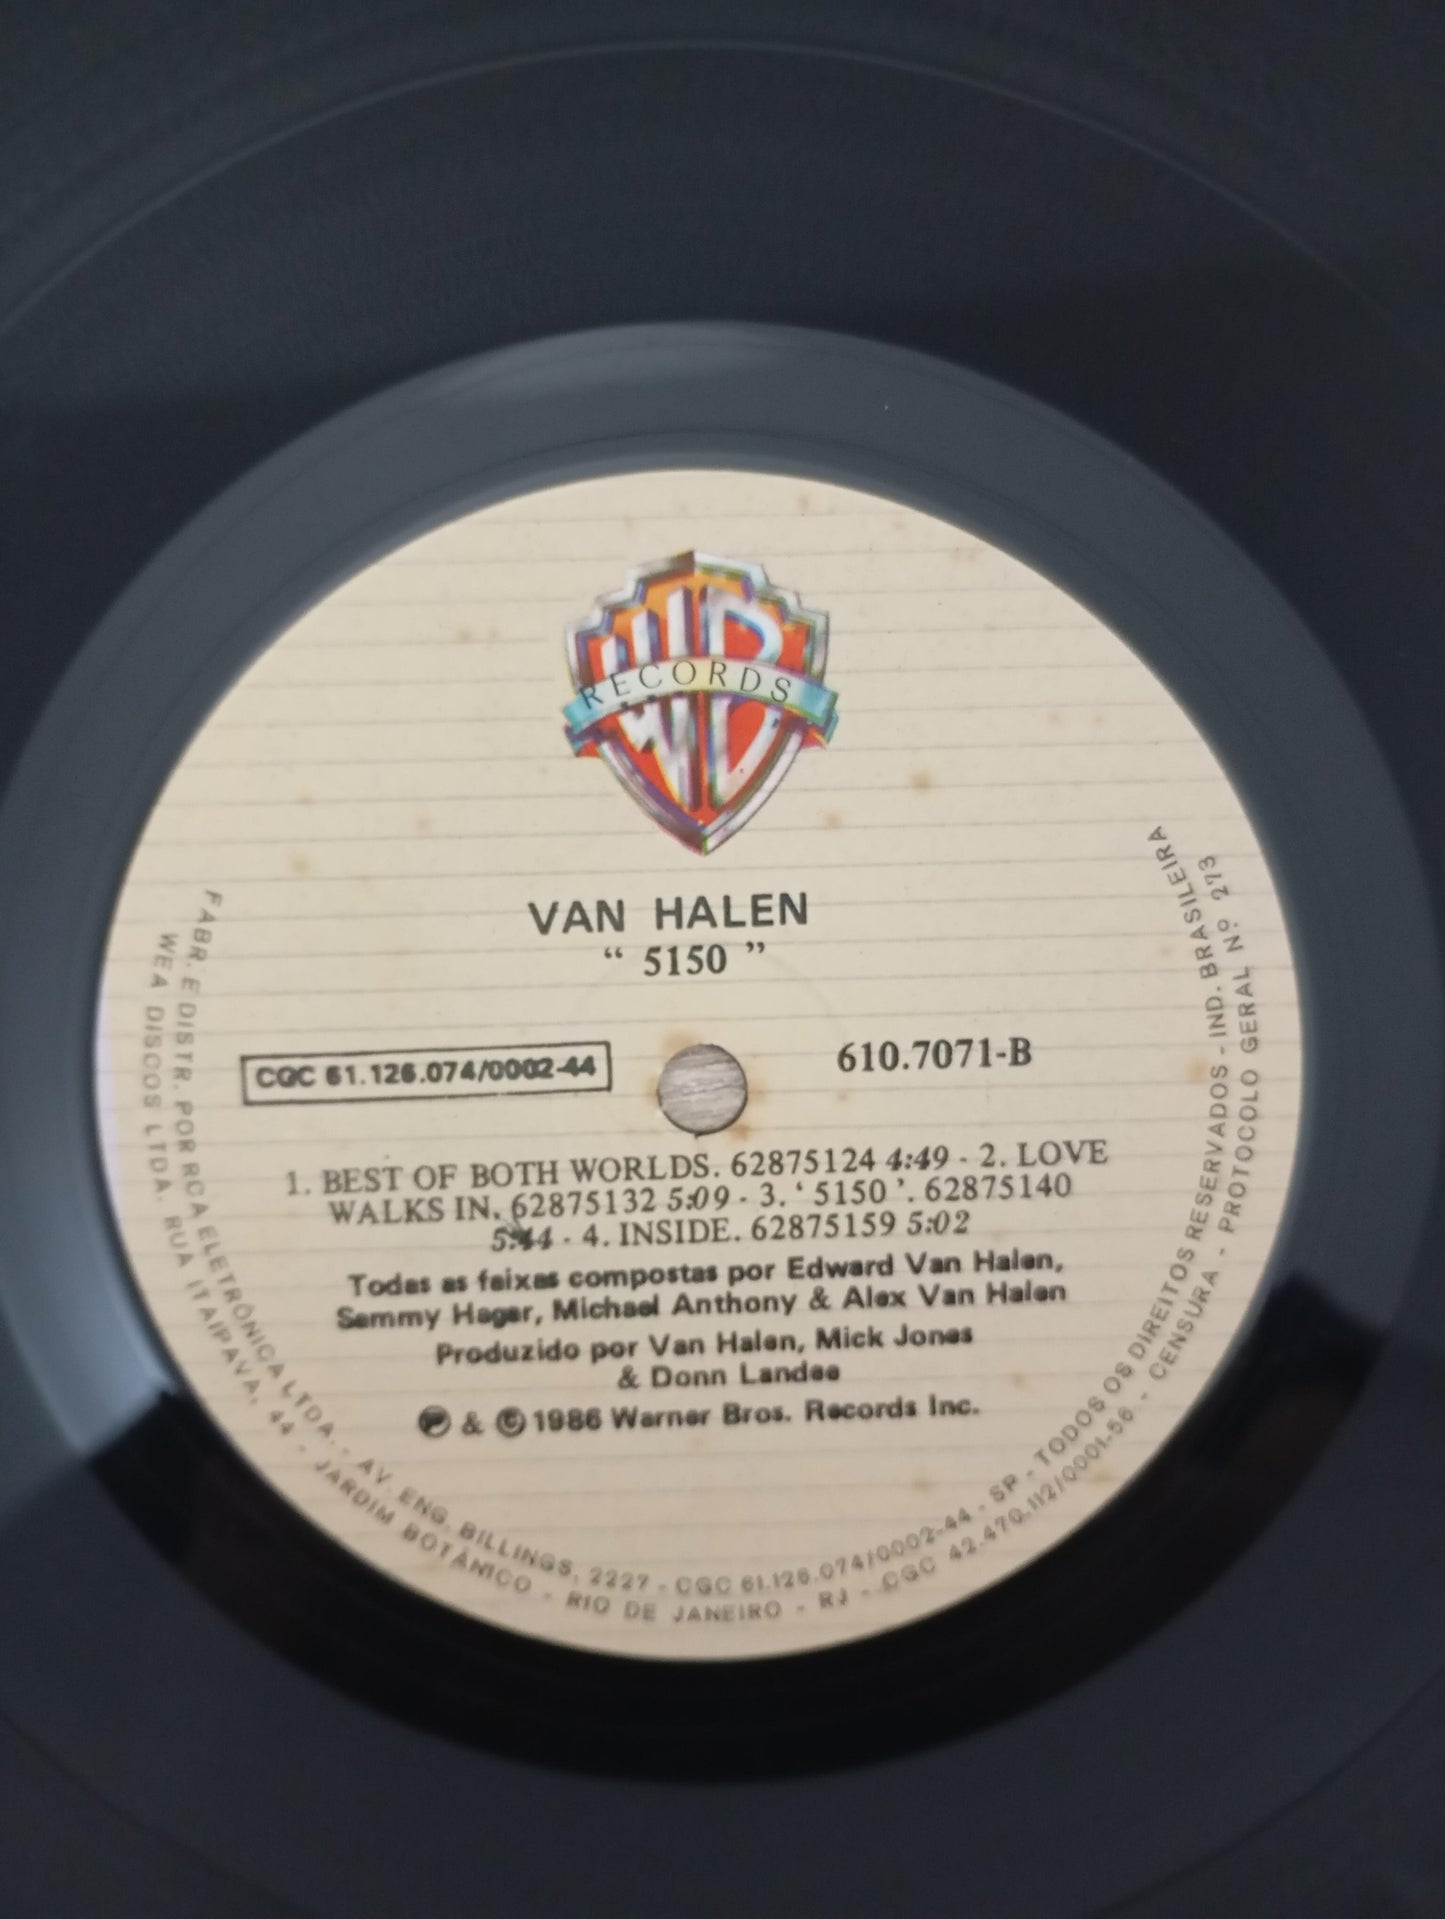 WB
RECORDS
VAN HALEN
“ 5150 ”
CGC 61.126.074/0002-44
610.7071-B
1. BEST OF BOTH WORLDS. 62875124 4:49 - 2. LOVE
WALKS IN. 62875132 5:09 - 3. ‘ 5150 ’. 62875140
5:44 - 4. INSIDE. 62875159 5:02
Todas as faixas compostas por Edward Van Halen,
Sammy Hagar, Michael Anthony & Alex Van Halen
Produzido por Van Halen, Mick Jones
& Donn Landee
℗ & © 1986 Warner Bros. Records Inc.
FABR. E DISTR. POR RCA ELETRÔNICA LTDA. - AV. ENG. BILLINGS, 2227 - CGC 61.126.074/0002-44 - SP - TODOS OS DIREITOS RESERVADOS - IND. BRASILEIRA
WEA DISCOS LTDA. RUA ITAIPAVA, 44 - JARDIM BOTÂNICO - RIO DE JANEIRO - RJ - CGC 42.470.112/0001-56 - CENSURA - PROTOCOLO GERAL Nº 273